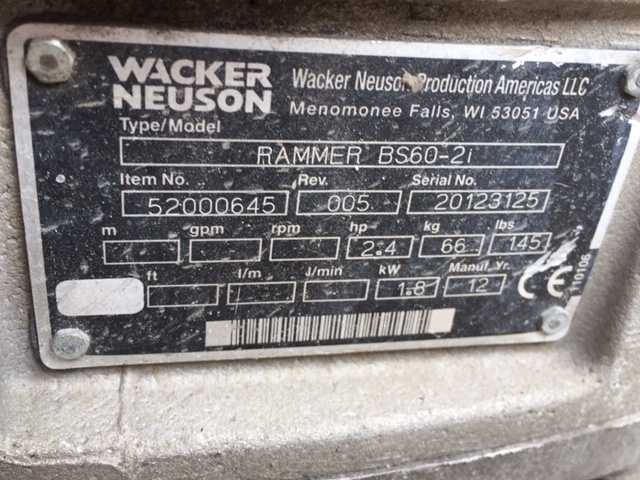 WACKER NEUSON
Wacker Neuson Production Americas LLC
Menomonee Falls, WI 53051 USA
Type/Model
RAMMER BS60-2i
Item No. Rev. Serial No.
52000645 005 20123125
m gpm rpm hp kg lbs
2.4 66 145
ft l/m J/min kW Manuf. Yr.
1.8 12
CE
110106